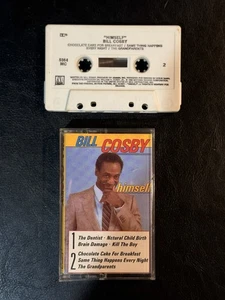 "HIMSELF"
BILL COSBY
CHOCOLATE CAKE FOR BREAKFAST / SAME THING HAPPENS
EVERY NIGHT / THE GRANDPARENTS
2
BILL
COSBY
himself
1
The Dentist • Natural Child Birth
Brain Damage • Kill The Boy
2
Chocolate Cake For Breakfast
Same Thing Happens Every Night
The Grandparents